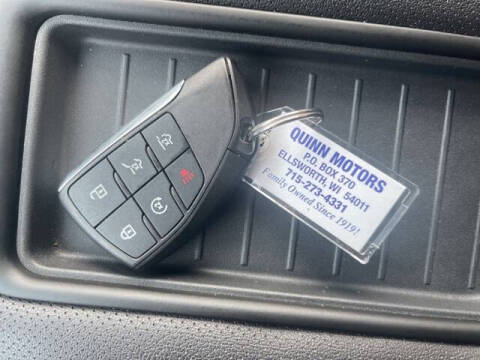 QUINN MOTORS
P.O. BOX 370
ELLSWORTH, WI 54011
715-273-4331
Family Owned Since 1919!